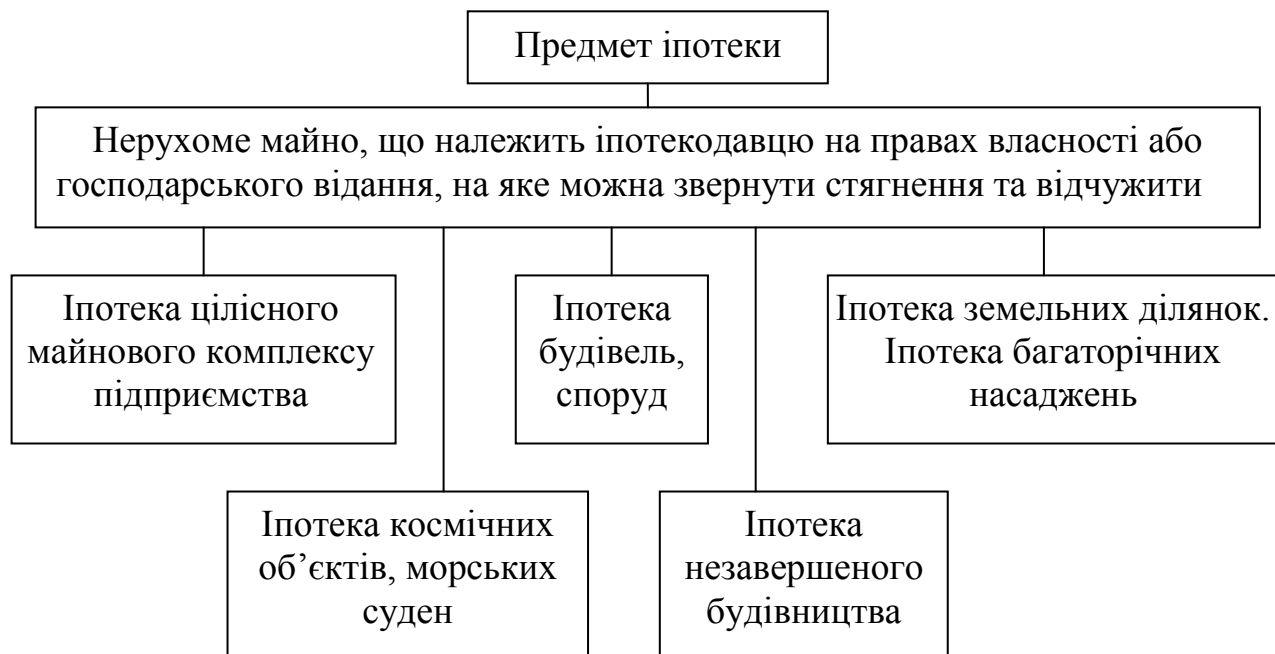 Предмет іпотеки
Нерухоме майно, що належить іпотекодавцю на правах власності або
господарського відання, на яке можна звернути стягнення та відчужити
Іпотека цілісного
майнового комплексу
підприємства
Іпотека
будівель,
споруд
Іпотека земельних ділянок.
Іпотека багаторічних
насаджень
Іпотека космічних
об’єктів, морських
суден
Іпотека
незавершеного
будівництва